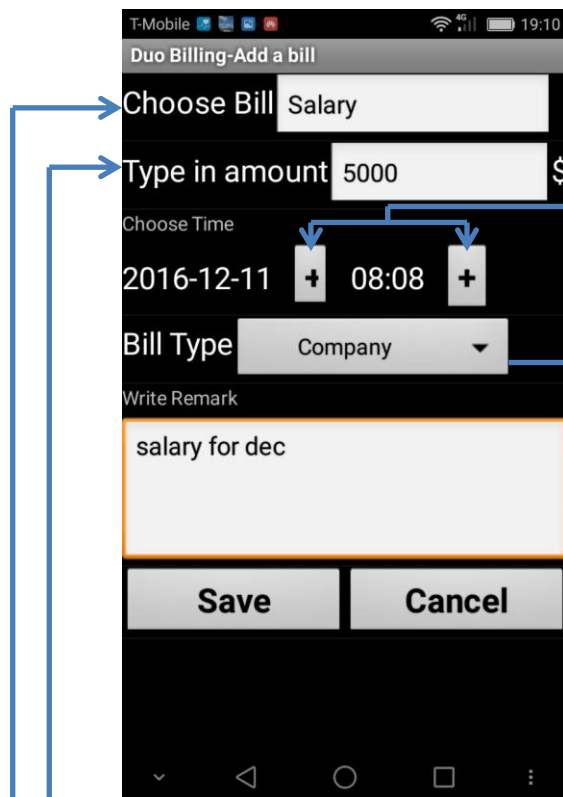 T-Mobile 4G 19:10
Duo Billing-Add a bill
Choose Bill Salary
Type in amount 5000 $
Choose Time
2016-12-11 + 08:08 +
Bill Type Company
Write Remark
salary for dec
Save Cancel